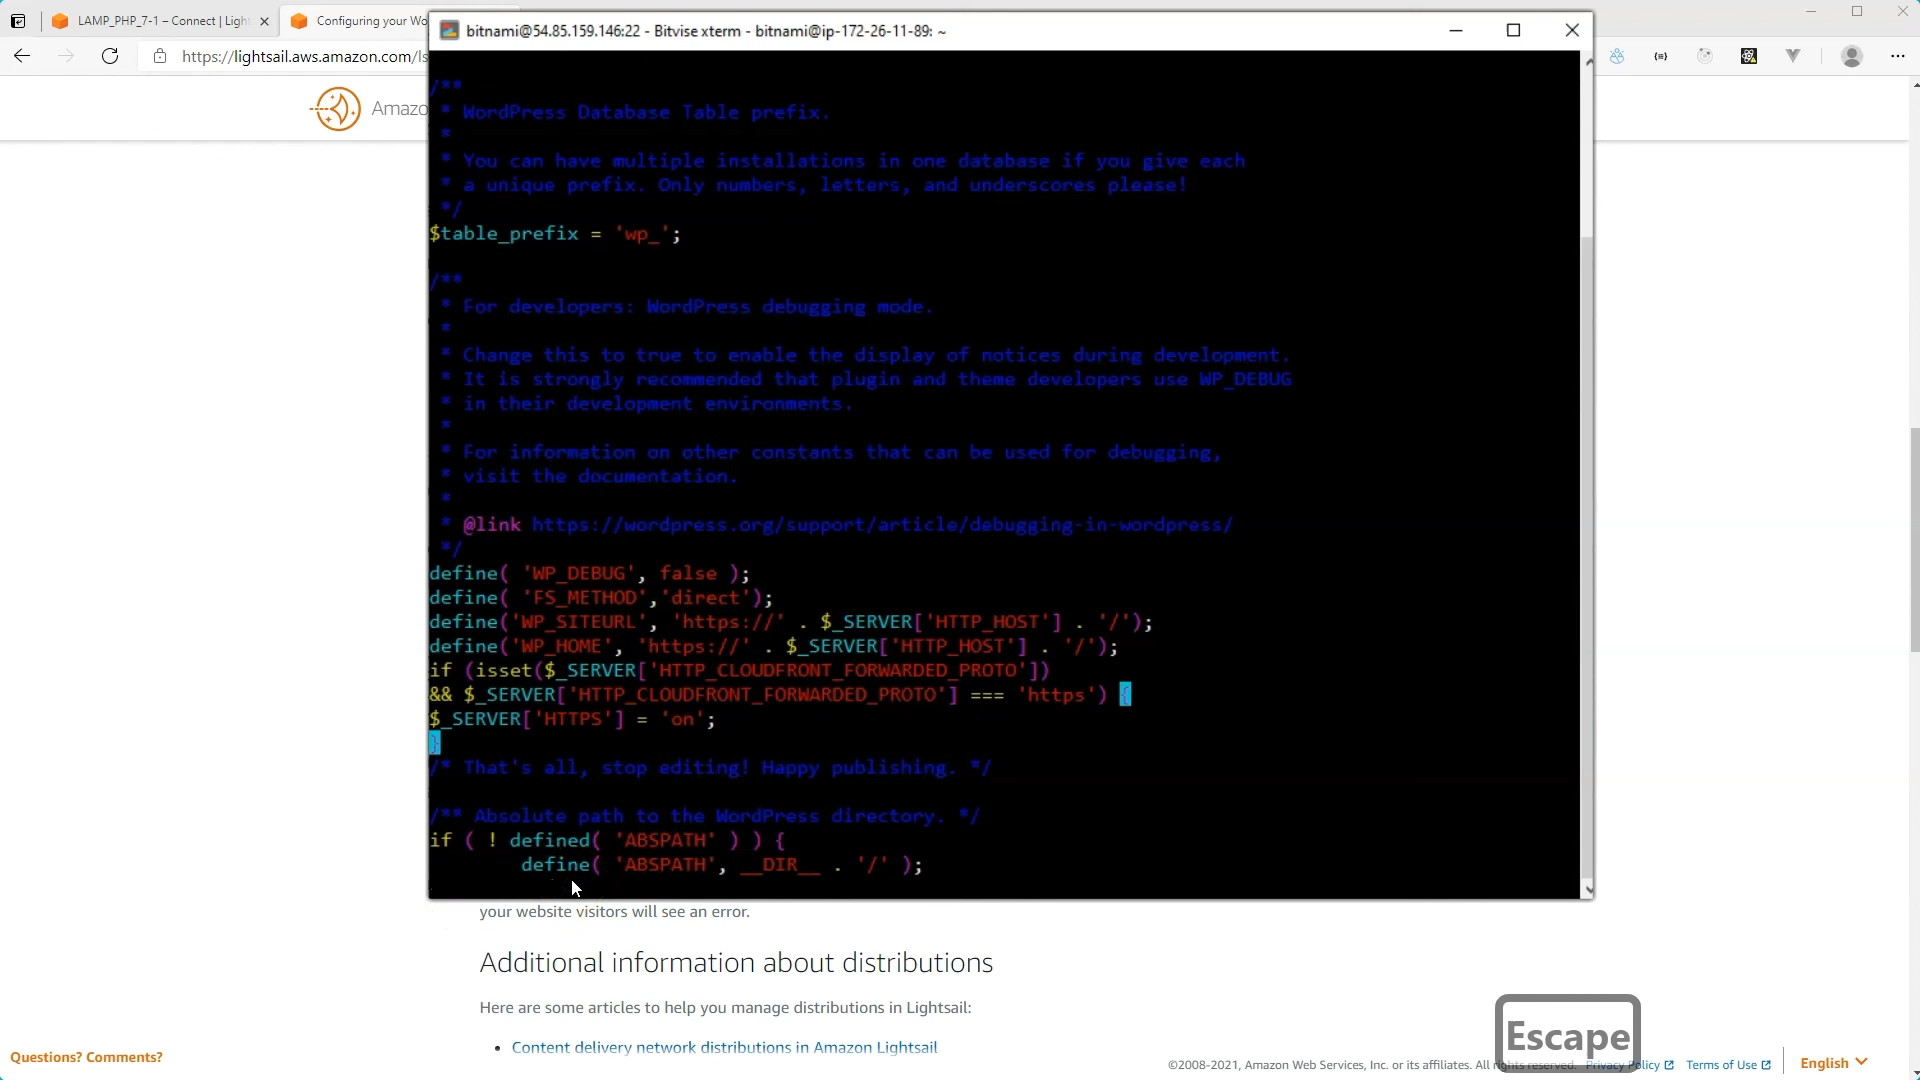 LAMP_PHP_7-1 – Connect | Ligh
Configuring your Wo
https://lightsail.aws.amazon.com/ls
Amazo
bitnami@54.85.159.146:22 - Bitvise xterm - bitnami@ip-172-26-11-89: ~
/**
* WordPress Database Table prefix.
*
* You can have multiple installations in one database if you give each
* a unique prefix. Only numbers, letters, and underscores please!
*/
$table_prefix = 'wp_';
/**
* For developers: WordPress debugging mode.
*
* Change this to true to enable the display of notices during development.
* It is strongly recommended that plugin and theme developers use WP_DEBUG
* in their development environments.
*
* For information on other constants that can be used for debugging,
* visit the documentation.
*
* @link https://wordpress.org/support/article/debugging-in-wordpress/
*/
define( 'WP_DEBUG', false );
define( 'FS_METHOD','direct');
define('WP_SITEURL', 'https://' . $_SERVER['HTTP_HOST'] . '/');
define('WP_HOME', 'https://' . $_SERVER['HTTP_HOST'] . '/');
if (isset($_SERVER['HTTP_CLOUDFRONT_FORWARDED_PROTO'])
&& $_SERVER['HTTP_CLOUDFRONT_FORWARDED_PROTO'] === 'https') {
$_SERVER['HTTPS'] = 'on';
}
/* That's all, stop editing! Happy publishing. */
/** Absolute path to the WordPress directory. */
if ( ! defined( 'ABSPATH' ) ) {
define( 'ABSPATH', __DIR__ . '/' );
your website visitors will see an error.
Additional information about distributions
Here are some articles to help you manage distributions in Lightsail:
• Content delivery network distributions in Amazon Lightsail
Escape
Questions? Comments?
©2008-2021, Amazon Web Services, Inc. or its affiliates. All rights reserved.
Privacy Policy
Terms of Use
English